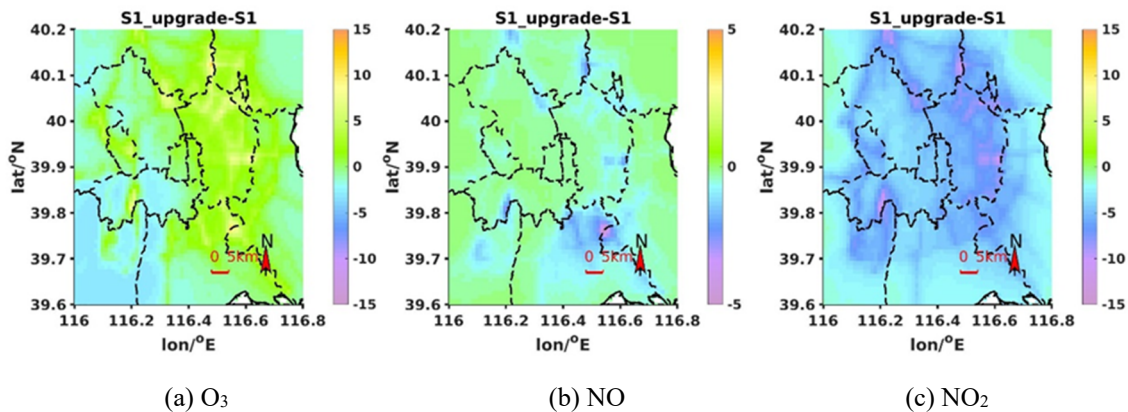 S1_upgrade-S1 S1_upgrade-S1 S1_upgrade-S1
40.2 15 40.2 5 40.2 15
40.1 10 40.1 40.1 10
40 5 40 40 5
lat/°N lat/°N lat/°N
39.9 0 39.9 0 39.9 0
39.8 -5 39.8 39.8 -5
39.7 0 5km N -10 39.7 0 5km N 39.7 0 5km N -10
39.6 -15 39.6 -5 39.6 -15
116 116.2 116.4 116.6 116.8 116 116.2 116.4 116.6 116.8 116 116.2 116.4 116.6 116.8
lon/°E lon/°E lon/°E
(a) O₃ (b) NO (c) NO₂